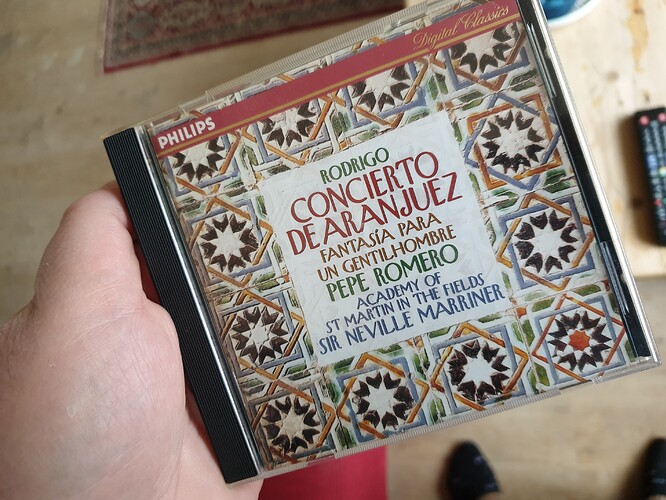 Digital Classics
PHILIPS
RODRIGO
CONCIERTO
DE ARANJUEZ
FANTASÍA PARA
UN GENTILHOMBRE
PEPE ROMERO
ACADEMY OF
ST MARTIN IN THE FIELDS
SIR NEVILLE MARRINER